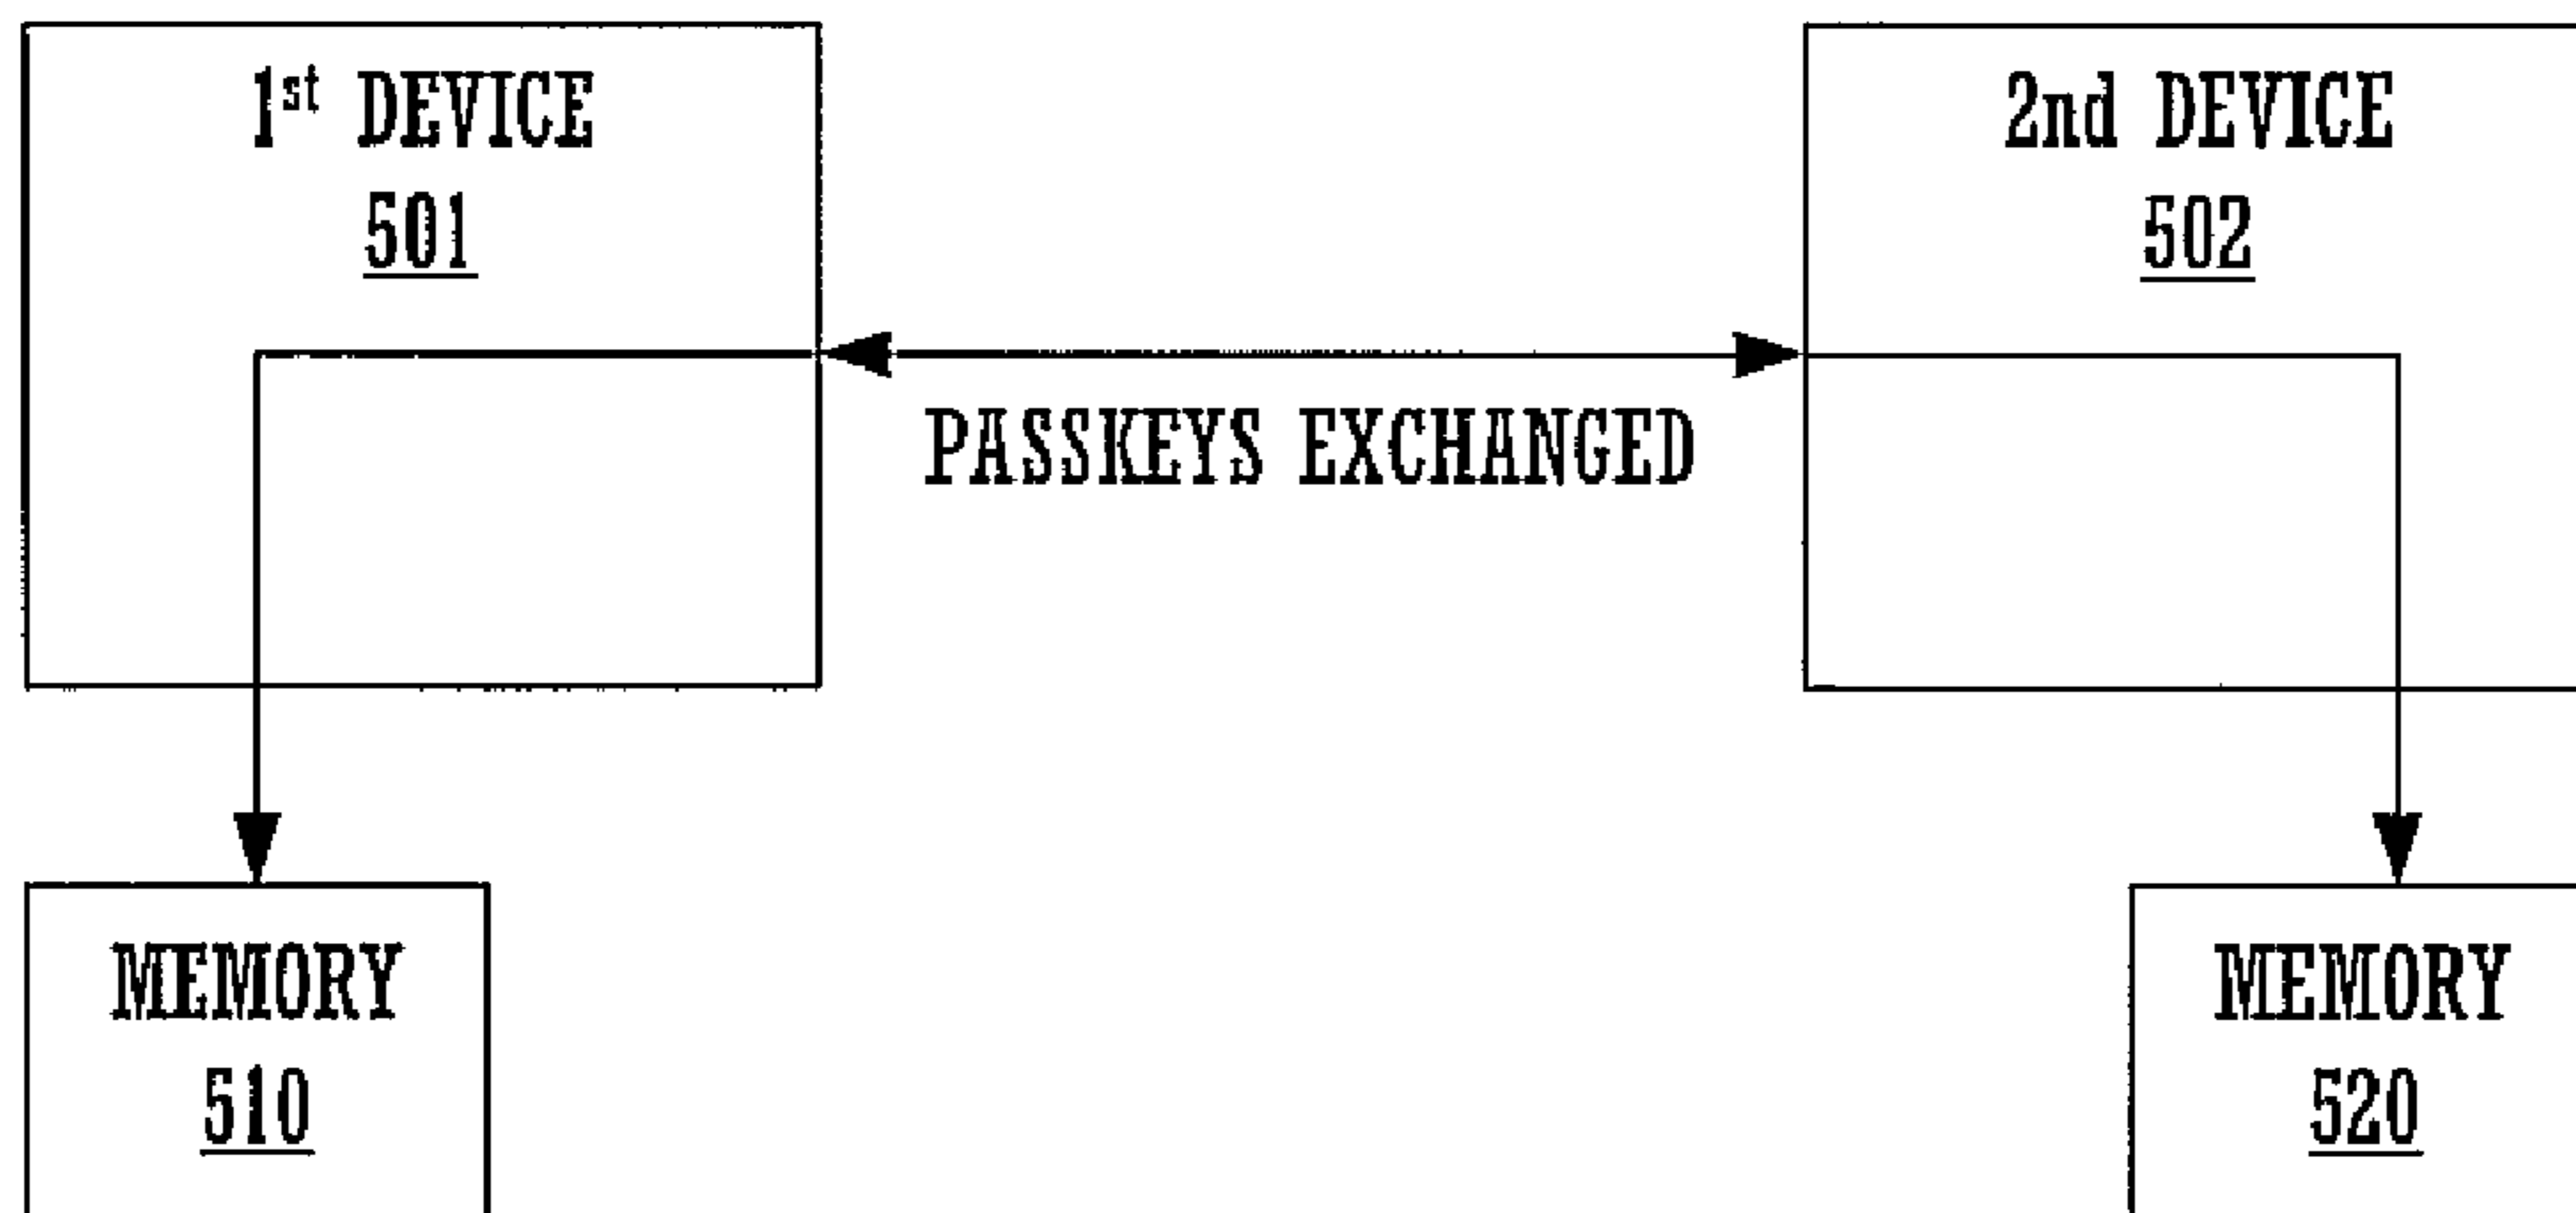 1st DEVICE
501
2nd DEVICE
502
PASSKEYS EXCHANGED
MEMORY
510
MEMORY
520